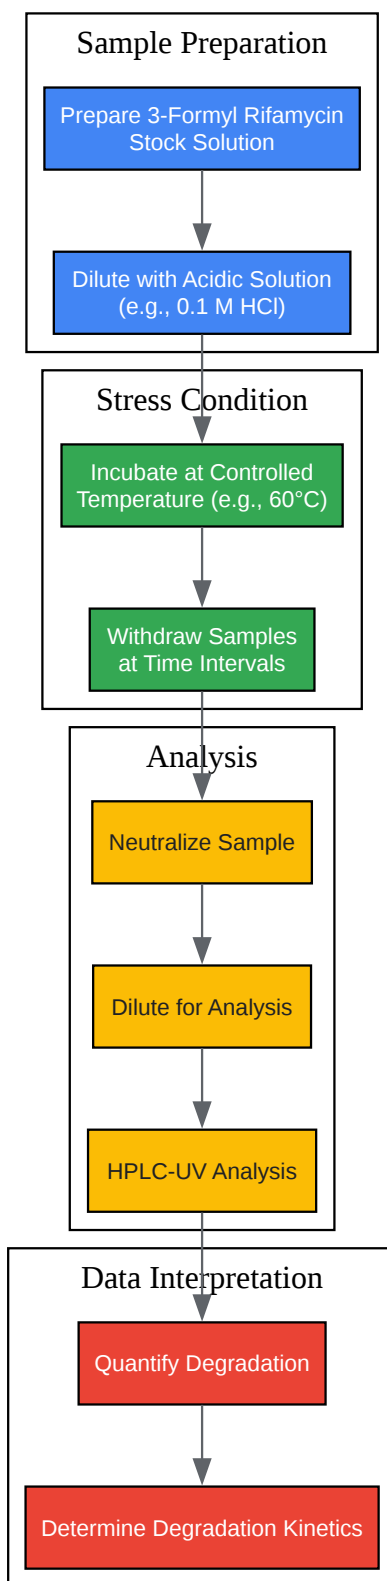 Sample Preparation
Prepare 3-Formyl Rifamycin
Stock Solution
Dilute with Acidic Solution
(e.g., 0.1 M HCl)
Stress Condition
Incubate at Controlled
Temperature (e.g., 60°C)
Withdraw Samples
at Time Intervals
Analysis
Neutralize Sample
Dilute for Analysis
HPLC-UV Analysis
Data Interpretation
Quantify Degradation
Determine Degradation Kinetics